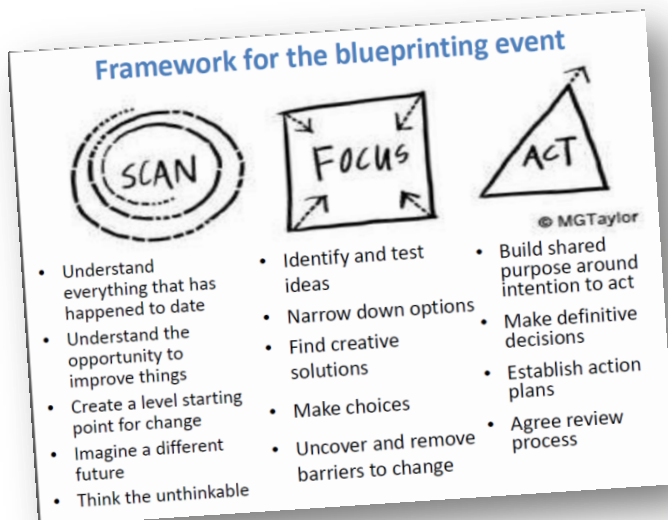 Framework for the blueprinting event
SCAN
FOCUS
ACT
© MGTaylor
• Understand
everything that has
happened to date
• Understand the
opportunity to
improve things
• Create a level starting
point for change
• Imagine a different
future
• Think the unthinkable
• Identify and test
ideas
• Narrow down options
• Find creative
solutions
• Make choices
• Uncover and remove
barriers to change
• Build shared
purpose around
intention to act
• Make definitive
decisions
• Establish action
plans
• Agree review
process